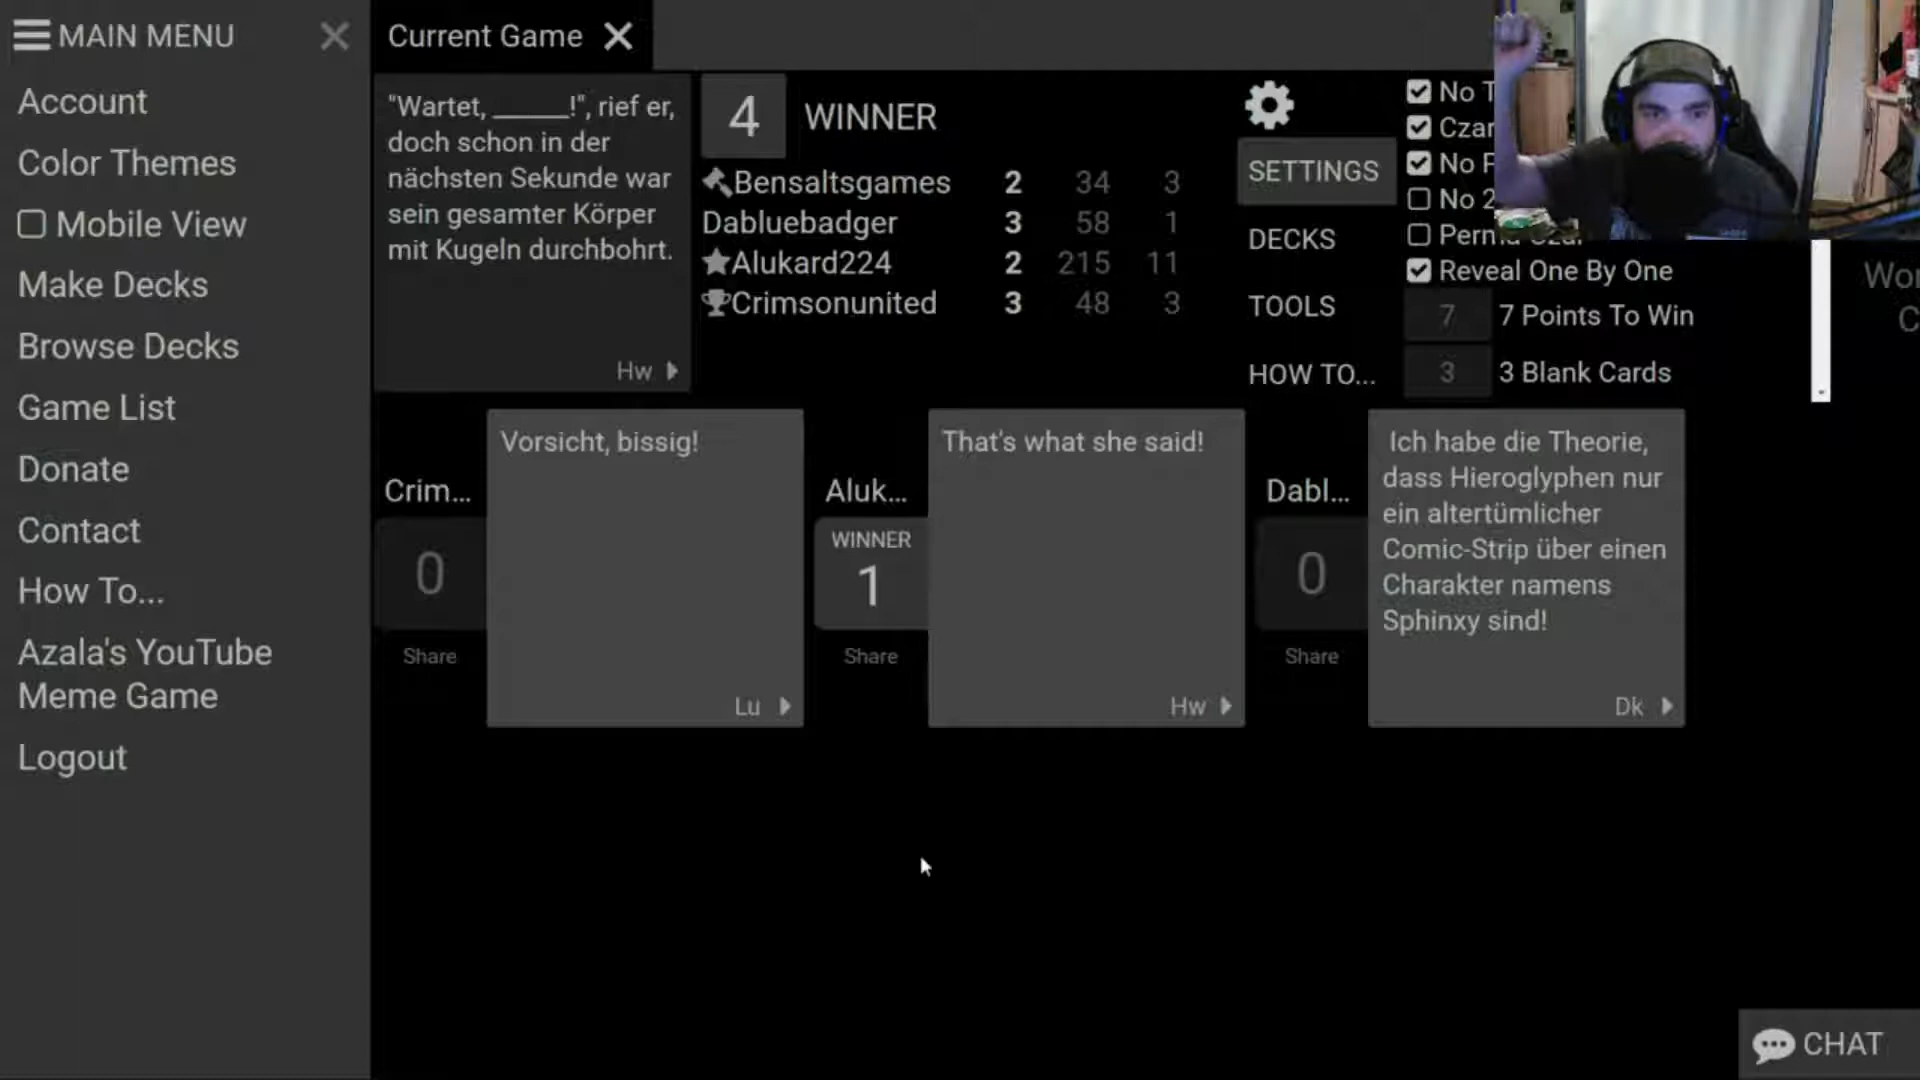 MAIN MENU
Account
Color Themes
Mobile View
Make Decks
Browse Decks
Game List
Donate
Contact
How To...
Azala's YouTube
Meme Game
Logout
Current Game
"Wartet, ______!", rief er,
doch schon in der
nächsten Sekunde war
sein gesamter Körper
mit Kugeln durchbohrt.
Hw
4 WINNER
Bensaltsgames 2 34 3
Dabluebadger 3 58 1
Alukard224 2 215 11
Crimsonunited 3 48 3
SETTINGS
DECKS
TOOLS
HOW TO...
No
Czar
No
No 2
Reveal One By One
7 7 Points To Win
3 3 Blank Cards
Crim...
0
Share
Vorsicht, bissig!
Lu
Aluk...
WINNER
1
Share
That's what she said!
Hw
Dabl...
0
Share
Ich habe die Theorie,
dass Hieroglyphen nur
ein altertümlicher
Comic-Strip über einen
Charakter namens
Sphinxy sind!
Dk
CHAT